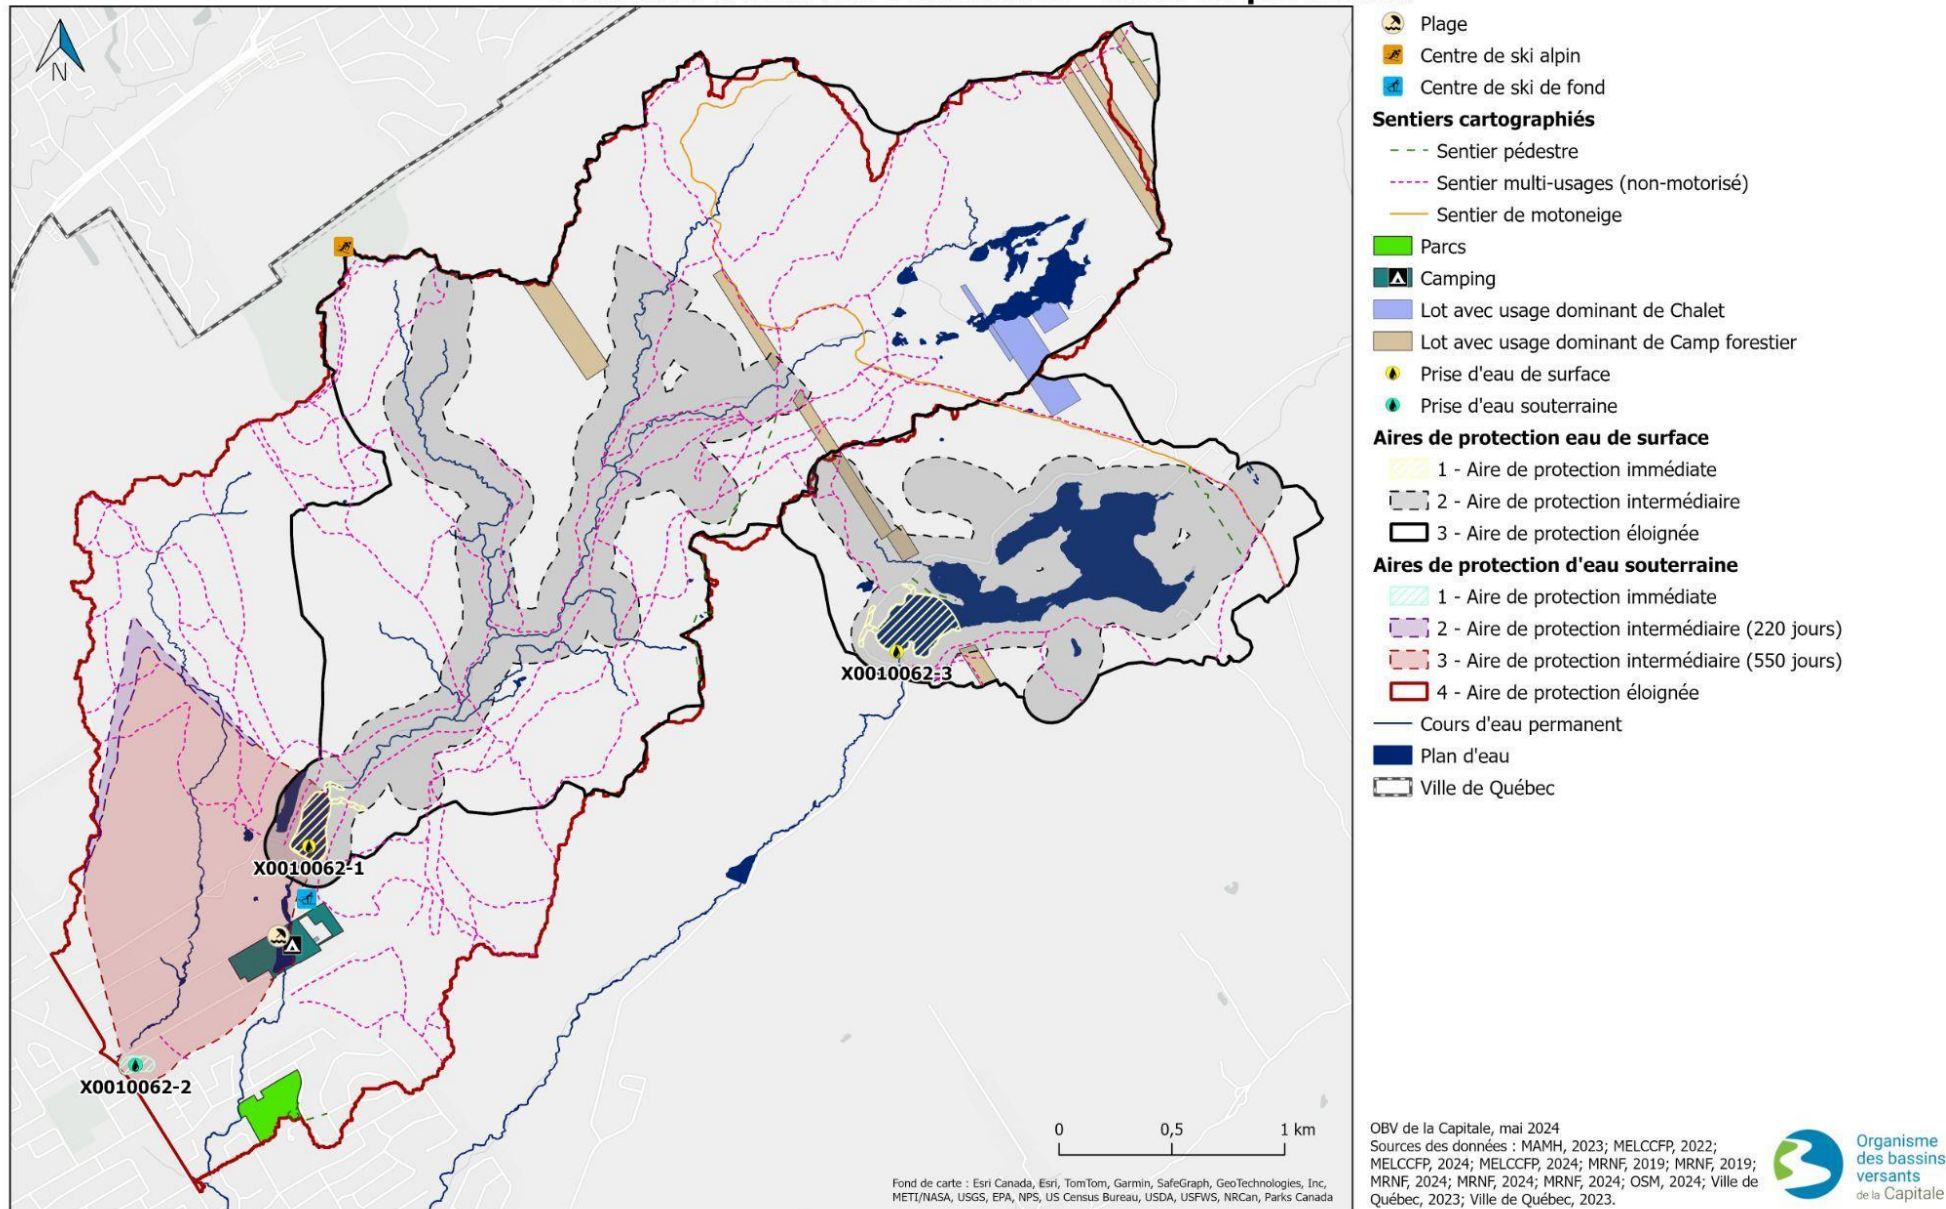 N
X0010062-3
X0010062-1
X0010062-2
0 0,5 1 km
Fond de carte : Esri Canada, Esri, TomTom, Garmin, SafeGraph, GeoTechnologies, Inc,
METI/NASA, USGS, EPA, NPS, US Census Bureau, USDA, USFWS, NRCan, Parks Canada
Plage
Centre de ski alpin
Centre de ski de fond
Sentiers cartographiés
Sentier pédestre
Sentier multi-usages (non-motorisé)
Sentier de motoneige
Parcs
Camping
Lot avec usage dominant de Chalet
Lot avec usage dominant de Camp forestier
Prise d'eau de surface
Prise d'eau souterraine
Aires de protection eau de surface
1 - Aire de protection immédiate
2 - Aire de protection intermédiaire
3 - Aire de protection éloignée
Aires de protection d'eau souterraine
1 - Aire de protection immédiate
2 - Aire de protection intermédiaire (220 jours)
3 - Aire de protection intermédiaire (550 jours)
4 - Aire de protection éloignée
Cours d'eau permanent
Plan d'eau
Ville de Québec
OBV de la Capitale, mai 2024
Sources des données : MAMH, 2023; MELCCFP, 2022;
MELCCFP, 2024; MELCCFP, 2024; MRNF, 2019; MRNF, 2019;
MRNF, 2024; MRNF, 2024; MRNF, 2024; OSM, 2024; Ville de
Québec, 2023; Ville de Québec, 2023.
Organisme
des bassins
versants
de la Capitale